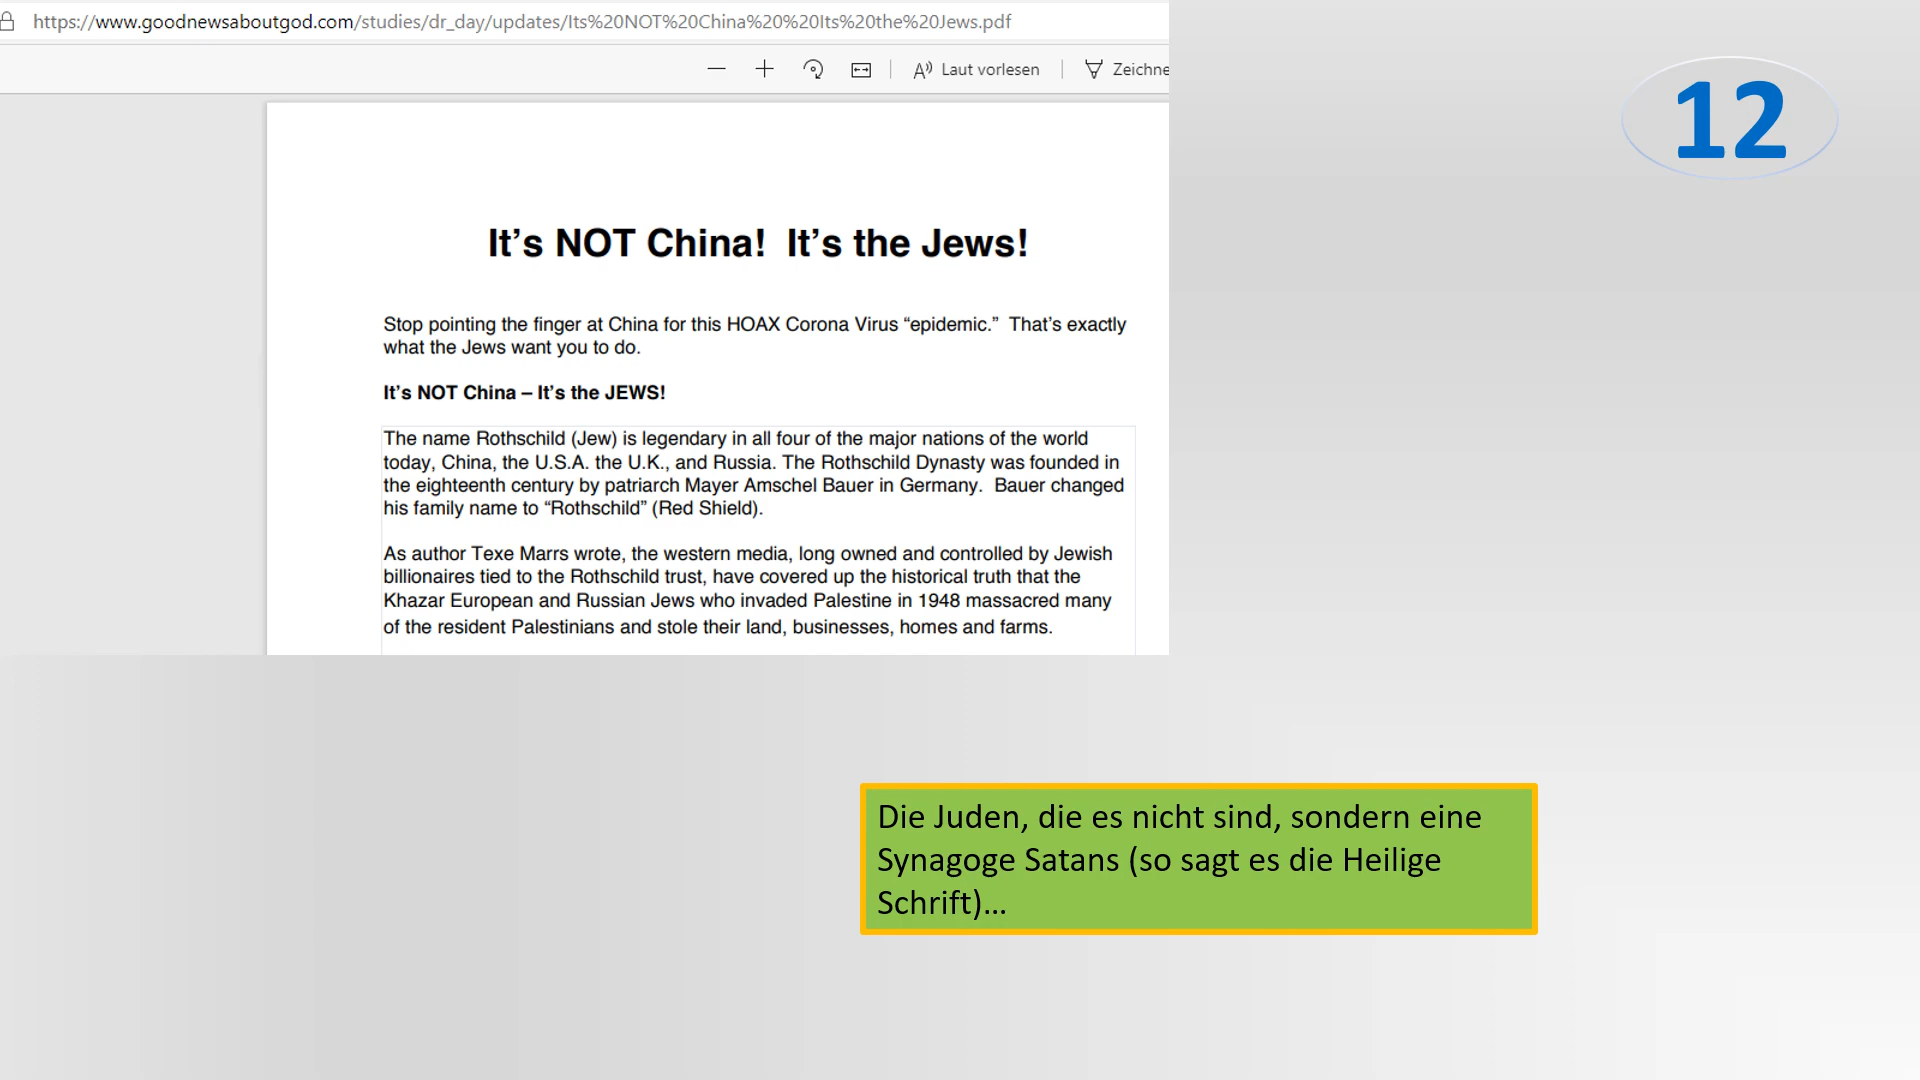 https://www.goodnewsaboutgod.com/studies/dr_day/updates/Its%20NOT%20China%20%20Its%20the%20Jews.pdf
Laut vorlesen
Zeichne
12
It’s NOT China!  It’s the Jews!
Stop pointing the finger at China for this HOAX Corona Virus “epidemic.”  That’s exactly
what the Jews want you to do.
It’s NOT China – It’s the JEWS!
The name Rothschild (Jew) is legendary in all four of the major nations of the world
today, China, the U.S.A. the U.K., and Russia. The Rothschild Dynasty was founded in
the eighteenth century by patriarch Mayer Amschel Bauer in Germany.  Bauer changed
his family name to “Rothschild” (Red Shield).
As author Texe Marrs wrote, the western media, long owned and controlled by Jewish
billionaires tied to the Rothschild trust, have covered up the historical truth that the
Khazar European and Russian Jews who invaded Palestine in 1948 massacred many
of the resident Palestinians and stole their land, businesses, homes and farms.
Die Juden, die es nicht sind, sondern eine
Synagoge Satans (so sagt es die Heilige
Schrift)…